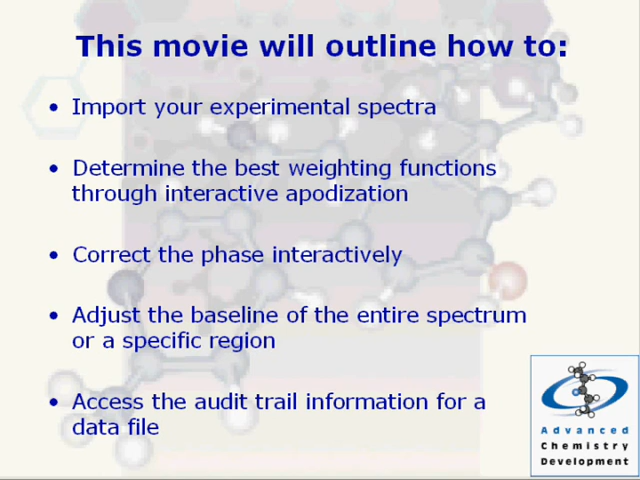 This movie will outline how to:
• Import your experimental spectra
• Determine the best weighting functions
through interactive apodization
• Correct the phase interactively
• Adjust the baseline of the entire spectrum
or a specific region
• Access the audit trail information for a
data file
Advanced
Chemistry
Development